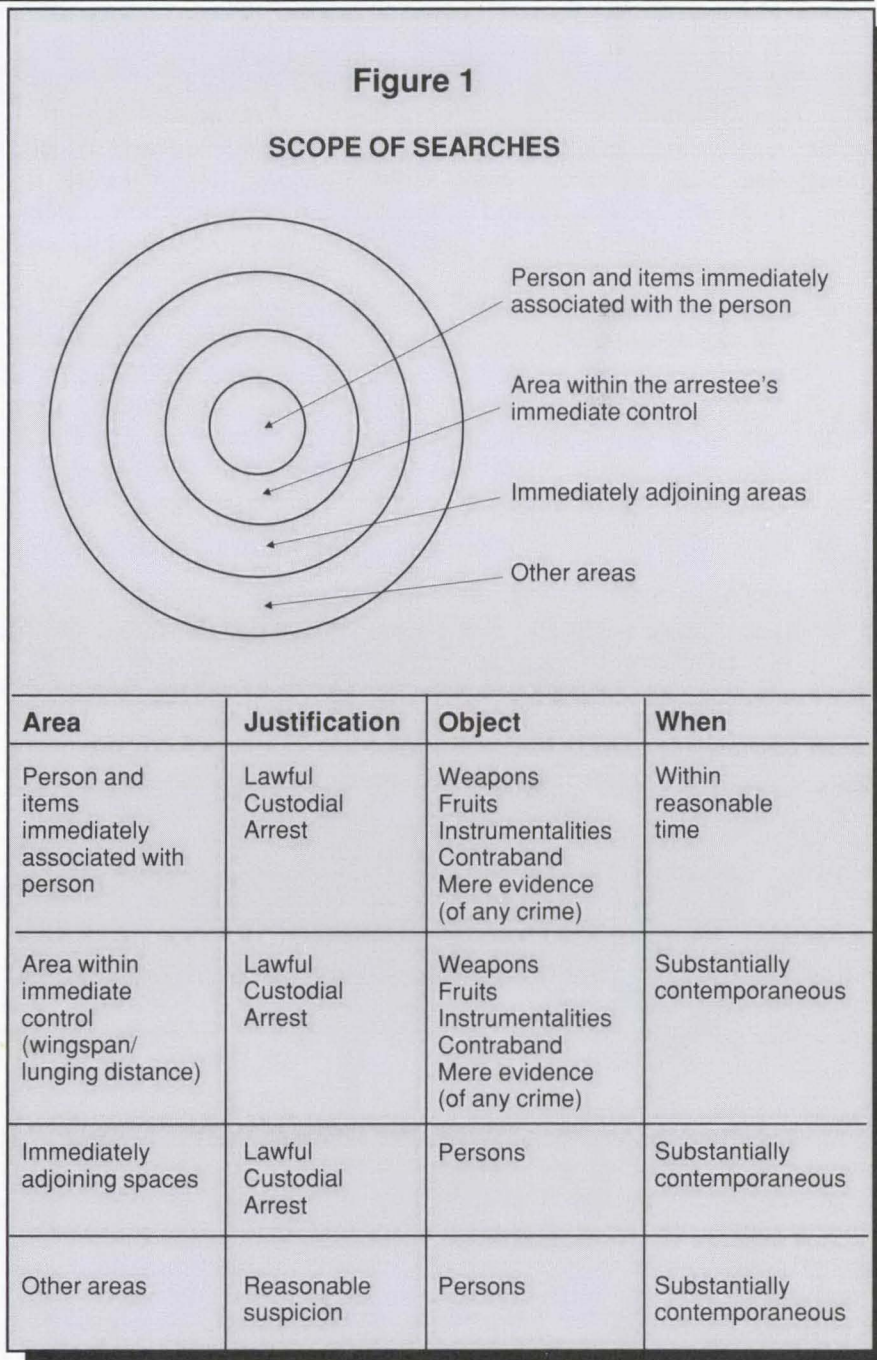 Figure 1
SCOPE OF SEARCHES
Person and items immediately
associated with the person
Area within the arrestee's
immediate control
Immediately adjoining areas
Other areas
Area Justification Object When
Person and
items
immediately
associated with
person
Lawful
Custodial
Arrest
Weapons
Fruits
Instrumentalities
Contraband
Mere evidence
(of any crime)
Within
reasonable
time
Area within
immediate
control
(wingspan/
lunging distance)
Lawful
Custodial
Arrest
Weapons
Fruits
Instrumentalities
Contraband
Mere evidence
(of any crime)
Substantially
contemporaneous
Immediately
adjoining spaces
Lawful
Custodial
Arrest
Persons
Substantially
contemporaneous
Other areas
Reasonable
suspicion
Persons
Substantially
contemporaneous